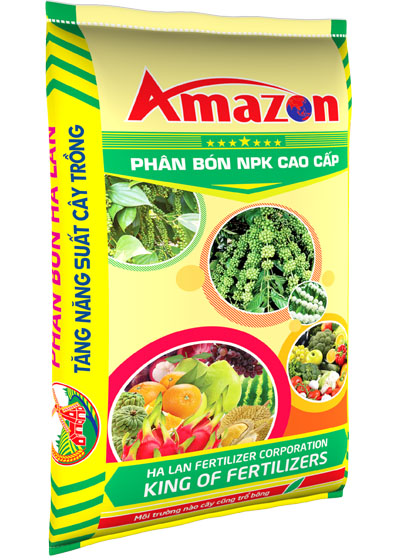 Amazon
PHÂN BÓN NPK CAO CẤP
PHÂN BÓN HÀ LAN
TĂNG NĂNG SUẤT CÂY TRỒNG
HA LAN FERTILIZER CORPORATION
KING OF FERTILIZERS
Môi trường nào cây cũng trổ bông